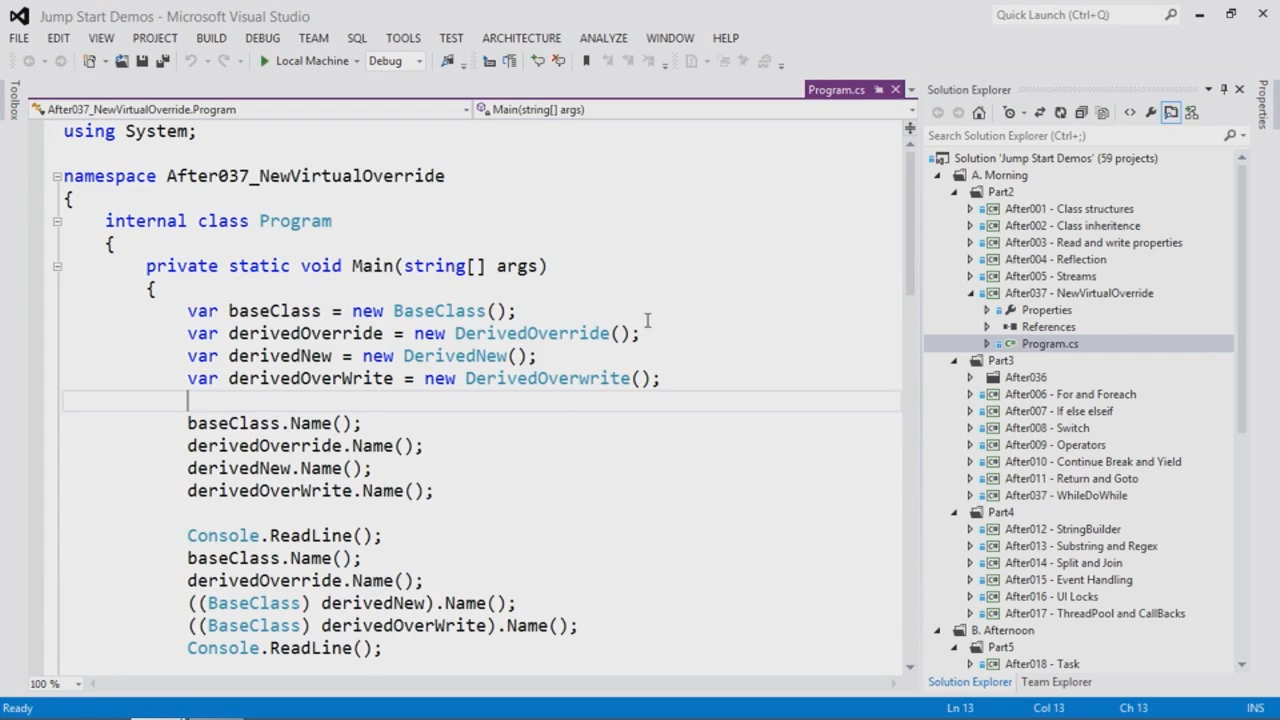 Jump Start Demos - Microsoft Visual Studio
Quick Launch (Ctrl+Q)
FILE EDIT VIEW PROJECT BUILD DEBUG TEAM SQL TOOLS TEST ARCHITECTURE ANALYZE WINDOW HELP
Local Machine Debug
Toolbox
Program.cs
After037_NewVirtualOverride.Program
Main(string[] args)
using System;
namespace After037_NewVirtualOverride
{
internal class Program
{
private static void Main(string[] args)
{
var baseClass = new BaseClass();
var derivedOverride = new DerivedOverride();
var derivedNew = new DerivedNew();
var derivedOverWrite = new DerivedOverwrite();
baseClass.Name();
derivedOverride.Name();
derivedNew.Name();
derivedOverWrite.Name();
Console.ReadLine();
baseClass.Name();
derivedOverride.Name();
((BaseClass) derivedNew).Name();
((BaseClass) derivedOverWrite).Name();
Console.ReadLine();
100 %
Solution Explorer
Search Solution Explorer (Ctrl+;)
Solution 'Jump Start Demos' (59 projects)
A. Morning
Part2
After001 - Class structures
After002 - Class inheritence
After003 - Read and write properties
After004 - Reflection
After005 - Streams
After037 - NewVirtualOverride
Properties
References
Program.cs
Part3
After036
After006 - For and Foreach
After007 - If else elseif
After008 - Switch
After009 - Operators
After010 - Continue Break and Yield
After011 - Return and Goto
After037 - WhileDoWhile
Part4
After012 - StringBuilder
After013 - Substring and Regex
After014 - Split and Join
After015 - Event Handling
After016 - UI Locks
After017 - ThreadPool and CallBacks
B. Afternoon
Part5
After018 - Task
Solution Explorer Team Explorer
Properties
Ready
Ln 13 Col 13 Ch 13 INS